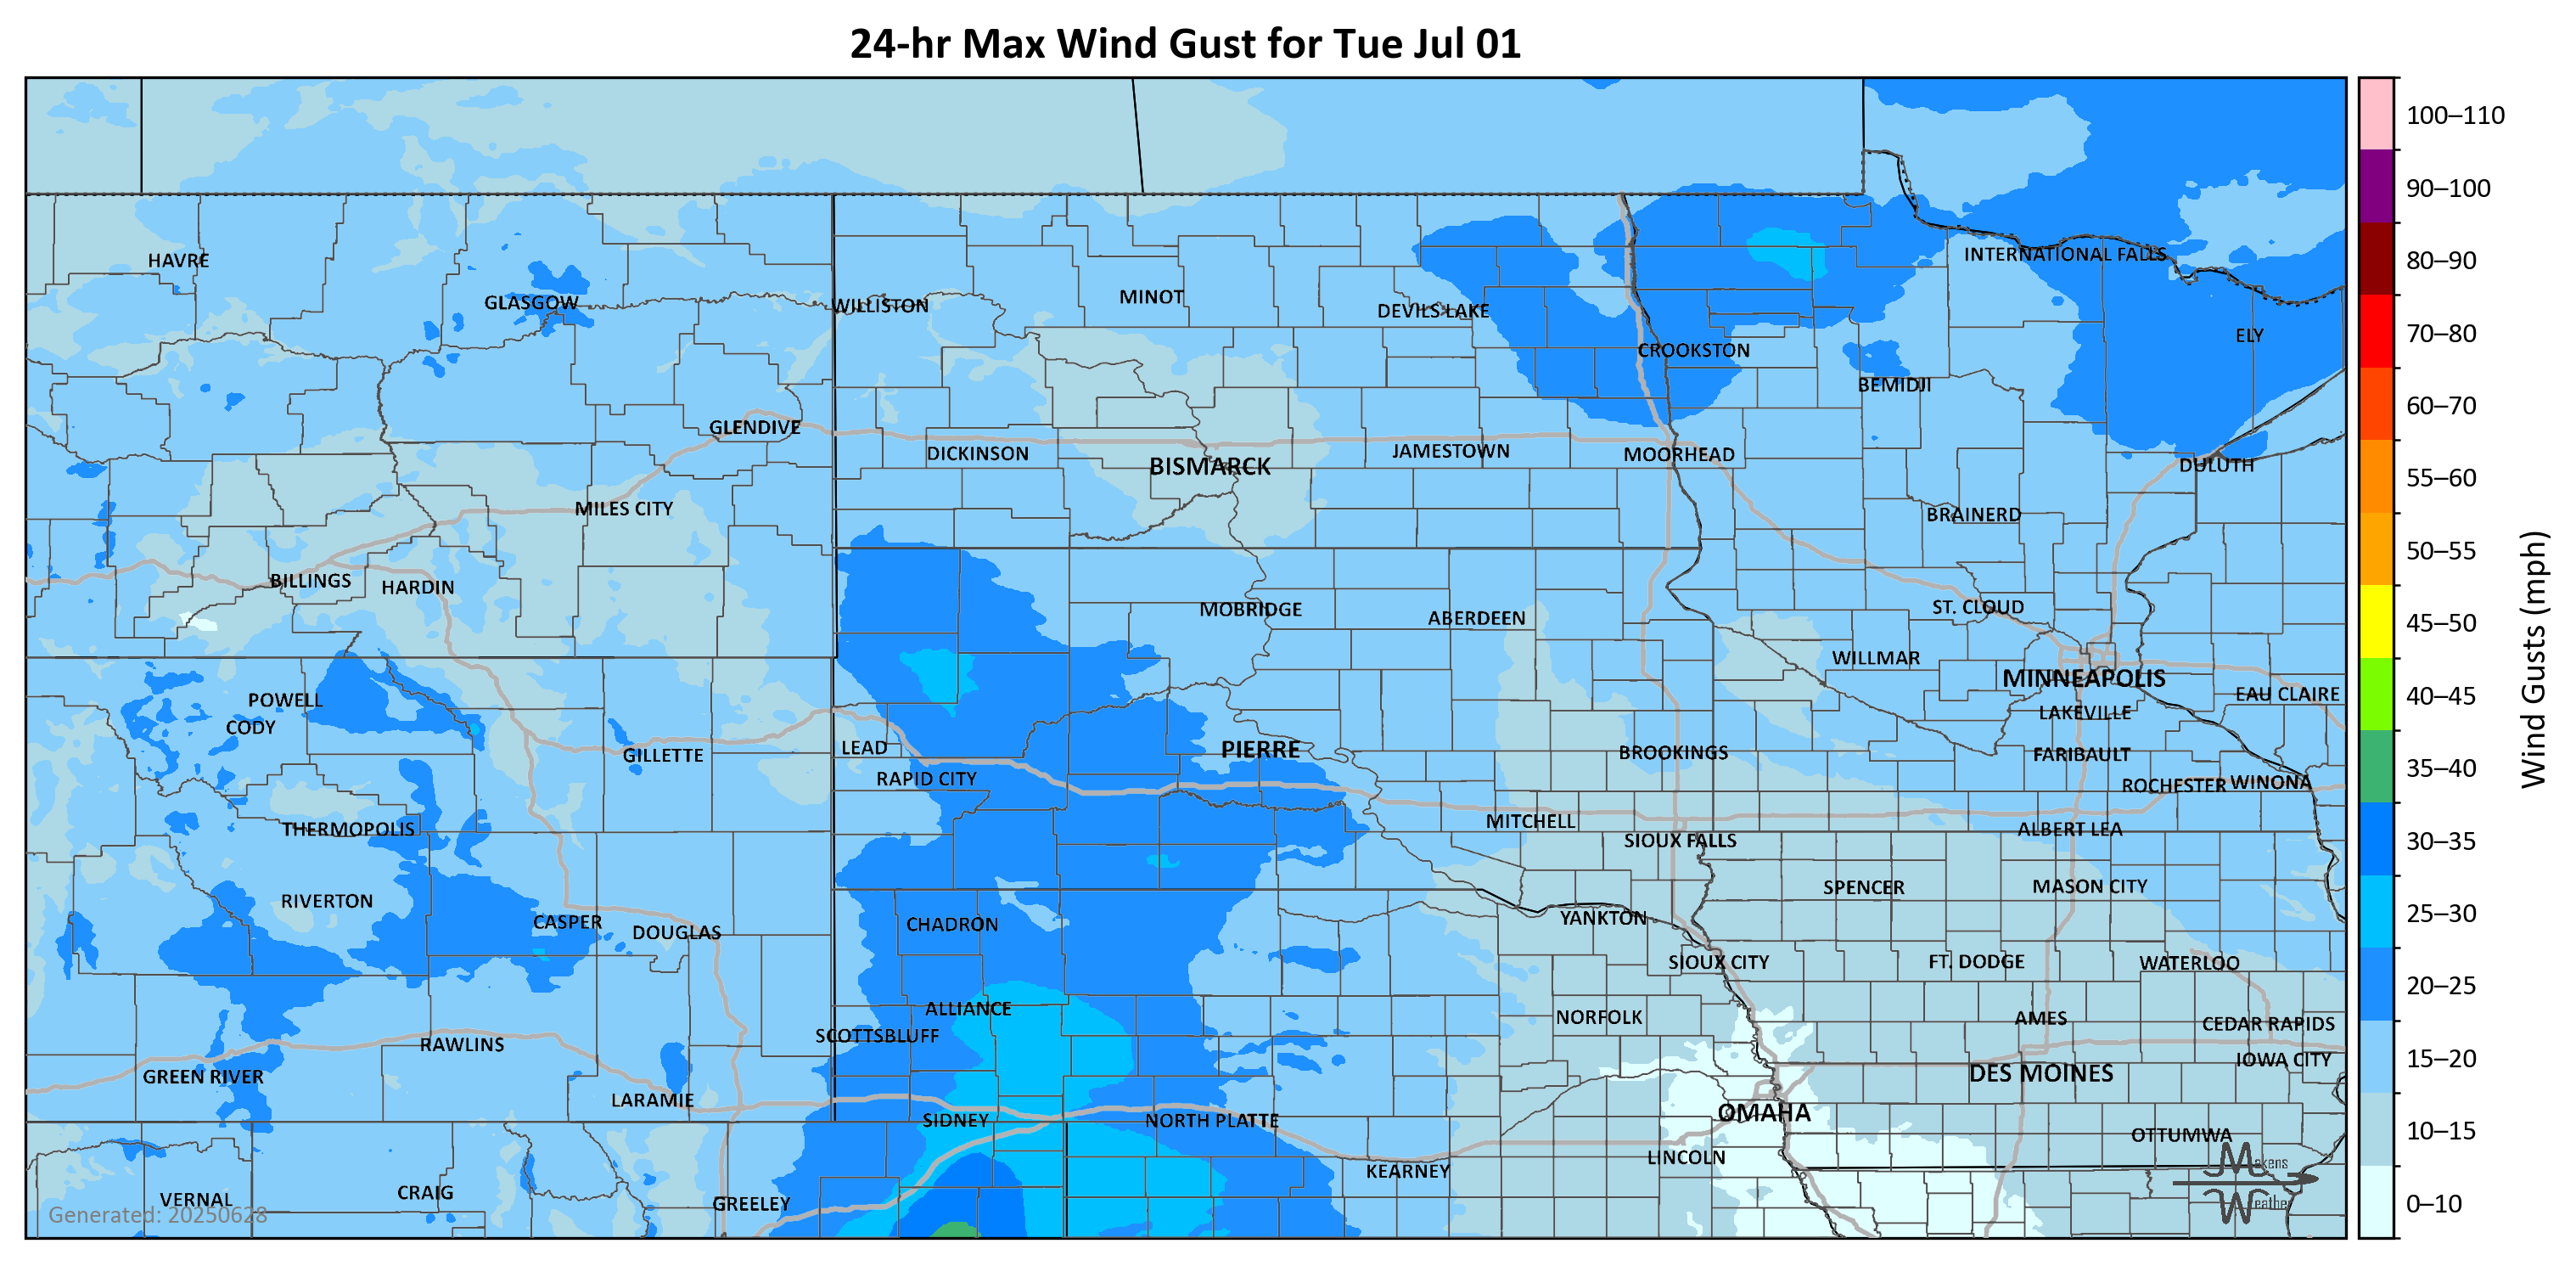 24-hr Max Wind Gust for Tue Jul 01
100–110
90–100
INTERNATIONAL FALLS
HAVRE
80–90
MINOT
GLASGOW
WILLISTON
DEVILS LAKE
70–80
ELY
CROOKSTON
BEMIDJI
60–70
GLENDIVE
DICKINSON
JAMESTOWN
MOORHEAD
BISMARCK
DULUTH
55–60
MILES CITY
BRAINERD
50–55
BILLINGS
HARDIN
MOBRIDGE
ABERDEEN
ST. CLOUD
45–50
WILLMAR
MINNEAPOLIS
EAU CLAIRE
40–45
POWELL
LAKEVILLE
CODY
Wind Gusts (mph)
LEAD
PIERRE
BROOKINGS
FARIBAULT
GILLETTE
35–40
RAPID CITY
ROCHESTER
WINONA
MITCHELL
THERMOPOLIS
ALBERT LEA
SIOUX FALLS
30–35
SPENCER
MASON CITY
RIVERTON
CASPER
CHADRON
YANKTON
25–30
DOUGLAS
SIOUX CITY
FT. DODGE
WATERLOO
20–25
ALLIANCE
NORFOLK
AMES
CEDAR RAPIDS
SCOTTSBLUFF
RAWLINS
IOWA CITY
15–20
GREEN RIVER
DES MOINES
LARAMIE
OMAHA
SIDNEY
NORTH PLATTE
OTTUMWA
10–15
LINCOLN
KEARNEY
Makens
CRAIG
VERNAL
GREELEY
Weather
0–10
Generated: 20250628